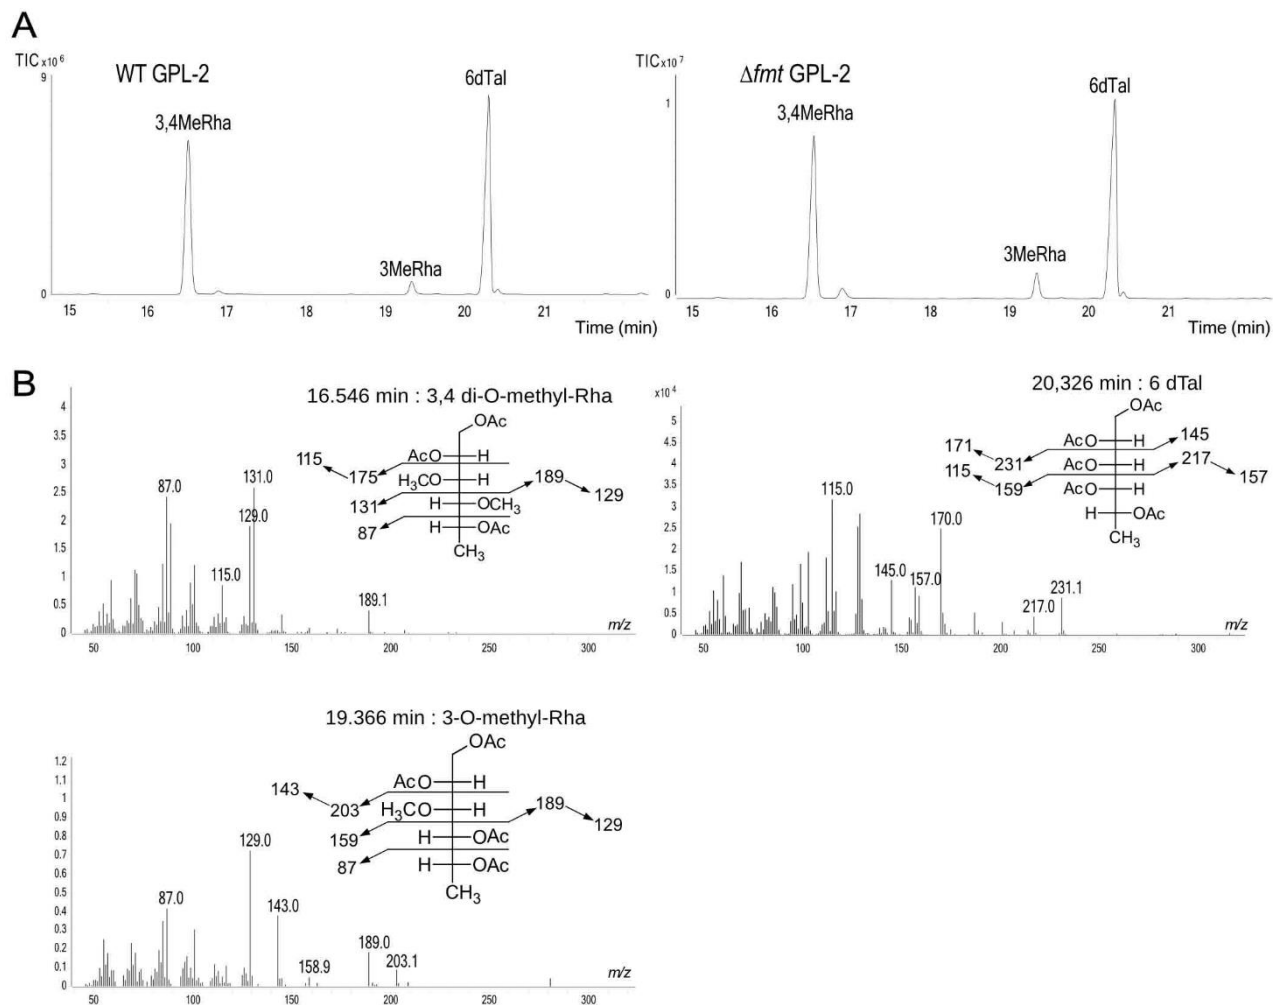 A
TIC x10 6
WT GPL-2
9
3,4MeRha
3MeRha
6dTal
0
15 16 17 18 19 20 21
Time (min)
TIC x10 7
Δfmt GPL-2
1
3,4MeRha
3MeRha
6dTal
0
15 16 17 18 19 20 21
Time (min)
B
16.546 min : 3,4 di-O-methyl-Rha
4
3.5
3
2.5
2
1.5
1
0.5
0
87.0
131.0
129.0
115.0
189.1
OAc
AcO H
H3CO H
H OCH3
H OAc
CH3
115
175
131
87
189
129
m/z
50 100 150 200 250 300
20,326 min : 6 dTal
x10 4
5
4.5
4
3.5
3
2.5
2
1.5
1
0.5
0
115.0
170.0
145.0
157.0
217.0
231.1
OAc
AcO H
AcO H
AcO H
H OAc
CH3
171
231
115
159
145
217
157
m/z
50 100 150 200 250 300
19.366 min : 3-O-methyl-Rha
1.2
1.1
1
0.9
0.8
0.7
0.6
0.5
0.4
0.3
0.2
0.1
0
87.0
129.0
143.0
158.9
189.0
203.1
OAc
AcO H
H3CO H
H OAc
H OAc
CH3
143
203
159
87
189
129
m/z
50 100 150 200 250 300